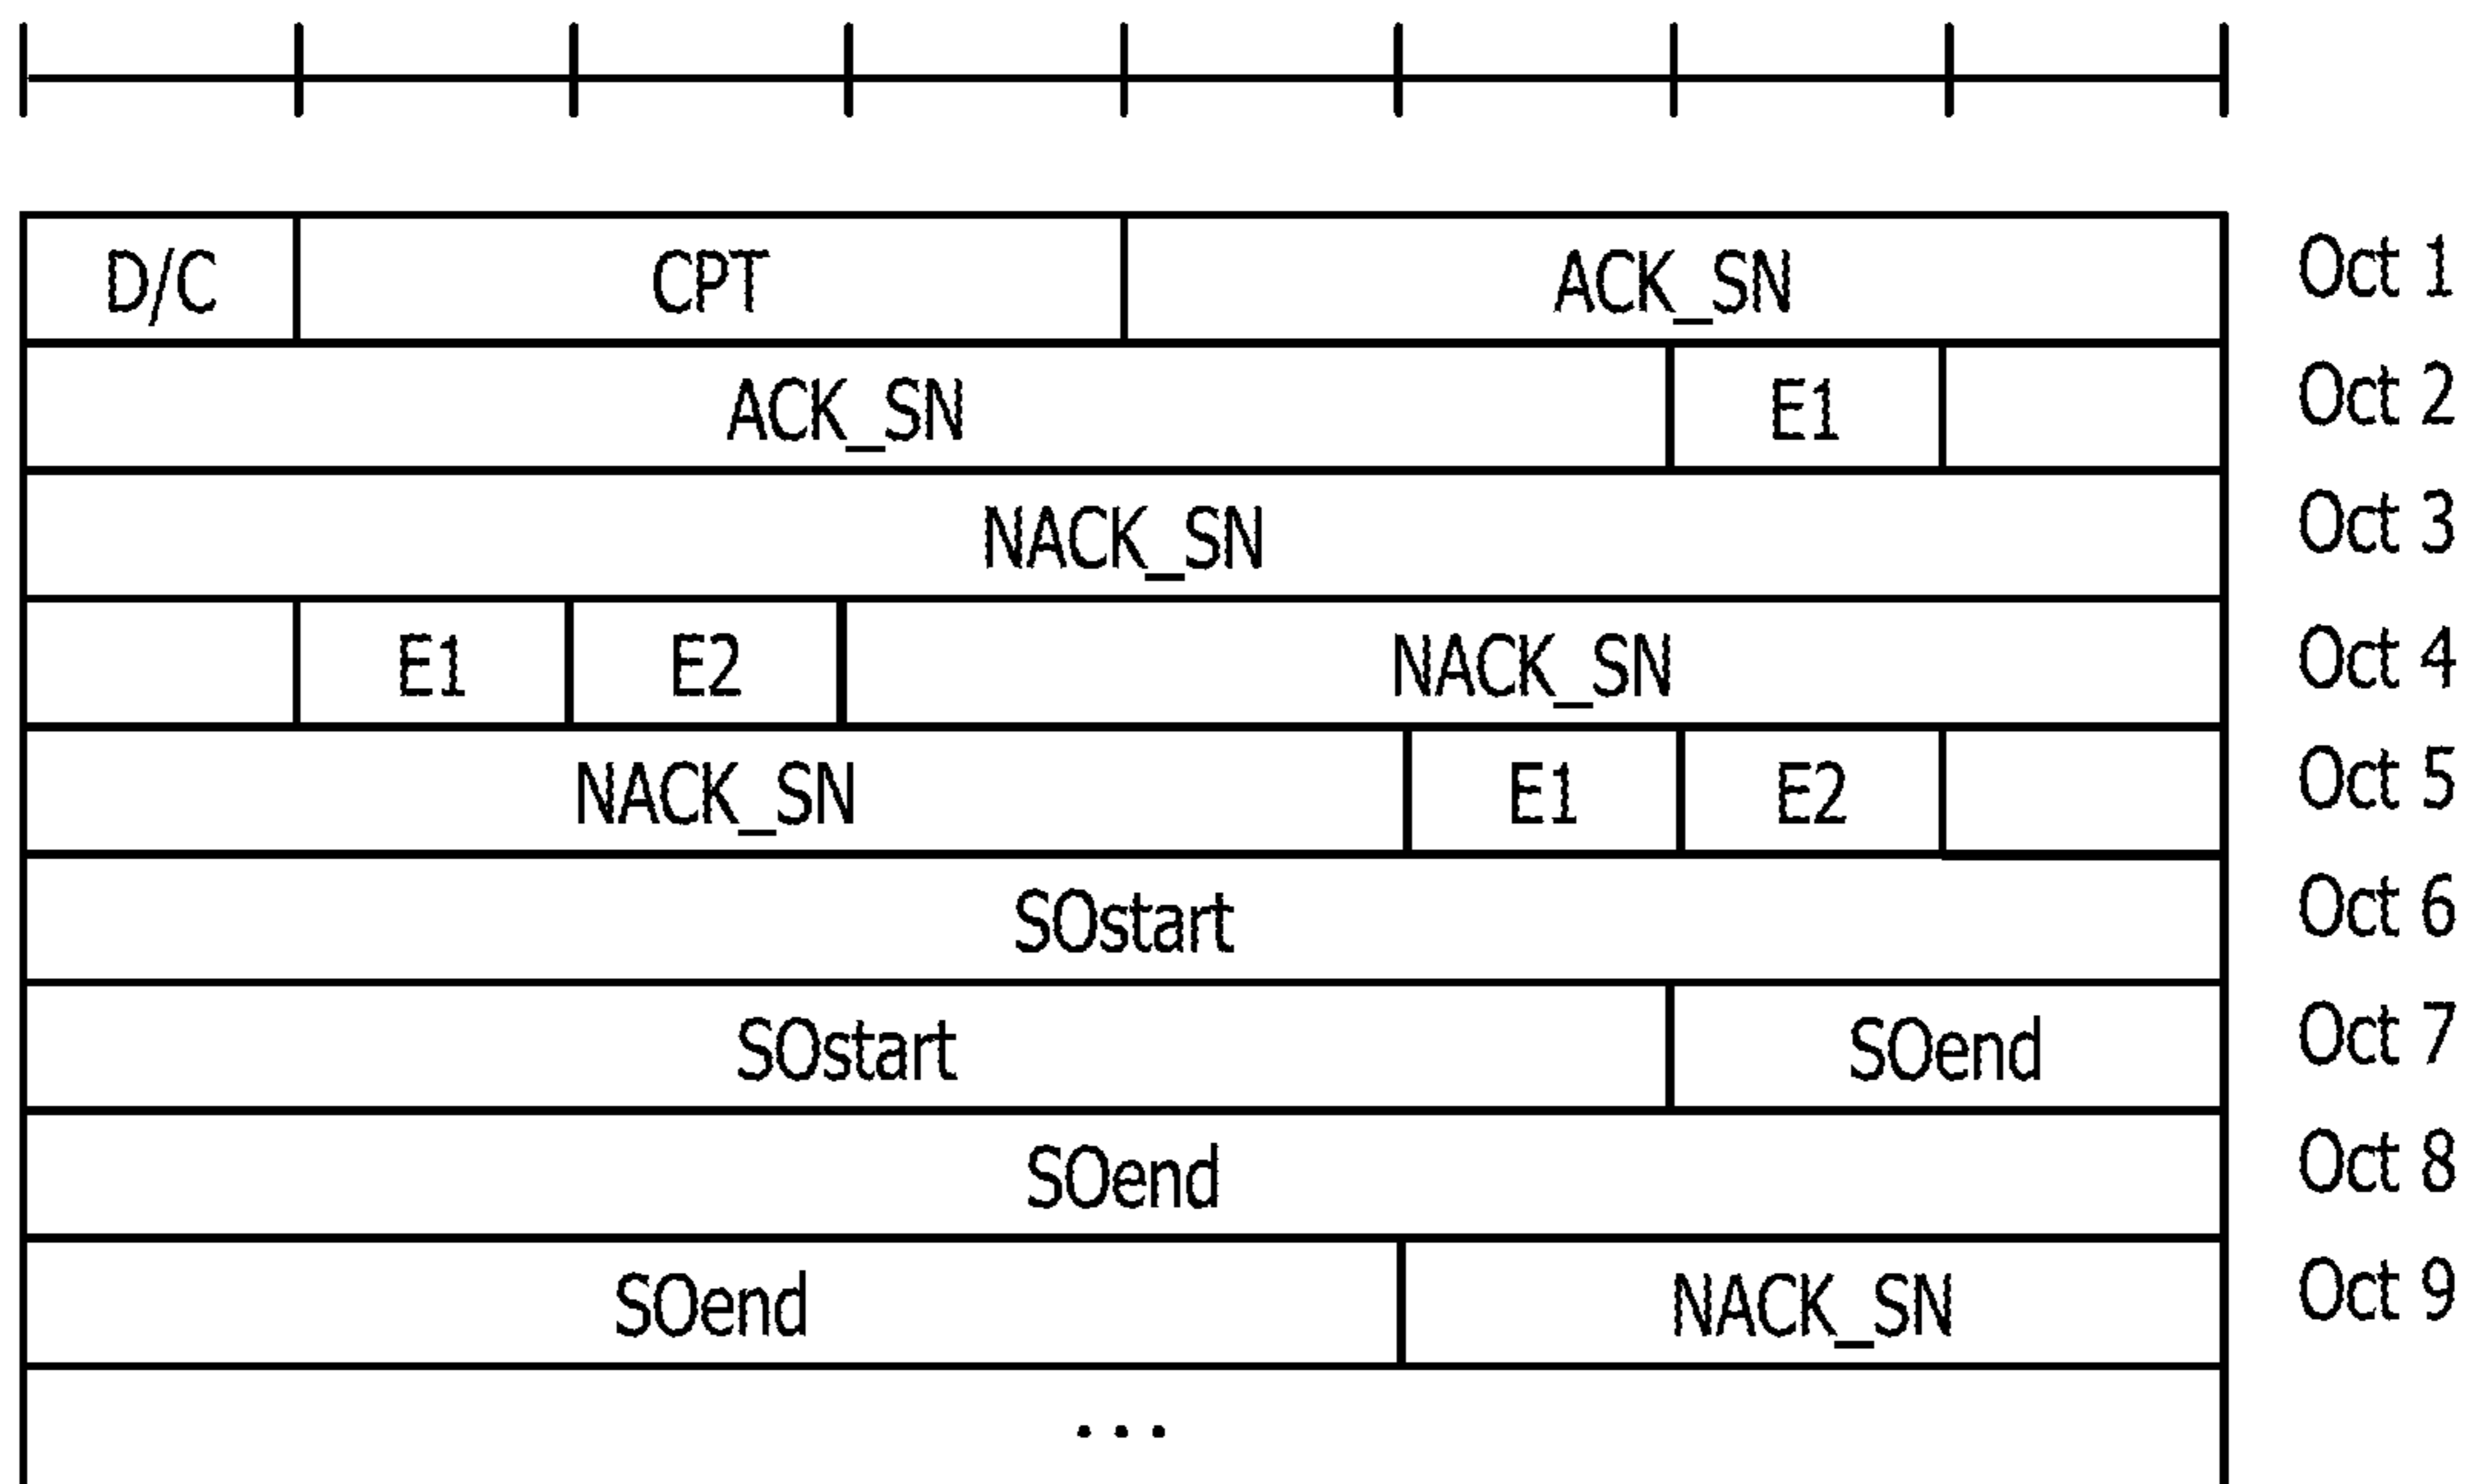 D/C CPT ACK_SN Oct 1
ACK_SN E1 Oct 2
NACK_SN Oct 3
E1 E2 NACK_SN Oct 4
NACK_SN E1 E2 Oct 5
SOstart Oct 6
SOstart SOend Oct 7
SOend Oct 8
SOend NACK_SN Oct 9
...